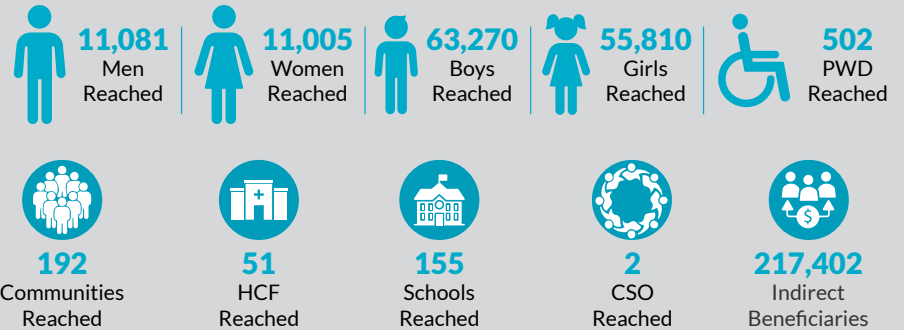 11,081
Men
Reached
11,005
Women
Reached
63,270
Boys
Reached
55,810
Girls
Reached
502
PWD
Reached
192
Communities
Reached
51
HCF
Reached
155
Schools
Reached
2
CSO
Reached
$
217,402
Indirect
Beneficiaries